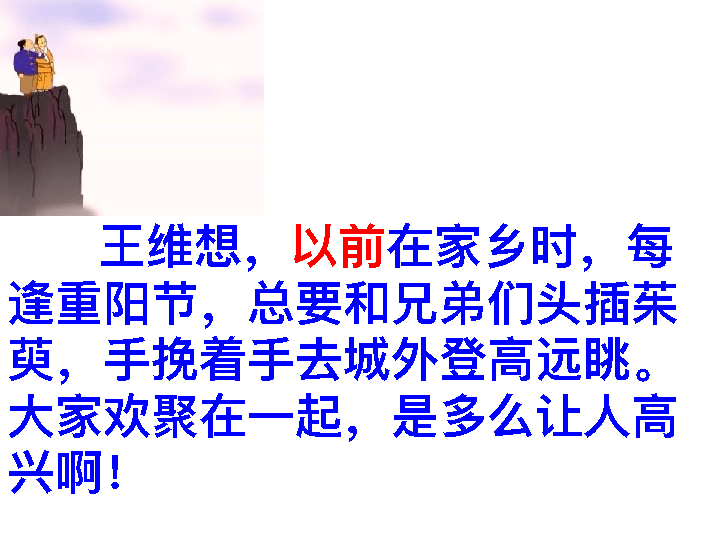 王维想，以前在家乡时，每
逢重阳节，总要和兄弟们头插茱
萸，手挽着手去城外登高远眺。
大家欢聚在一起，是多么让人高
兴啊！